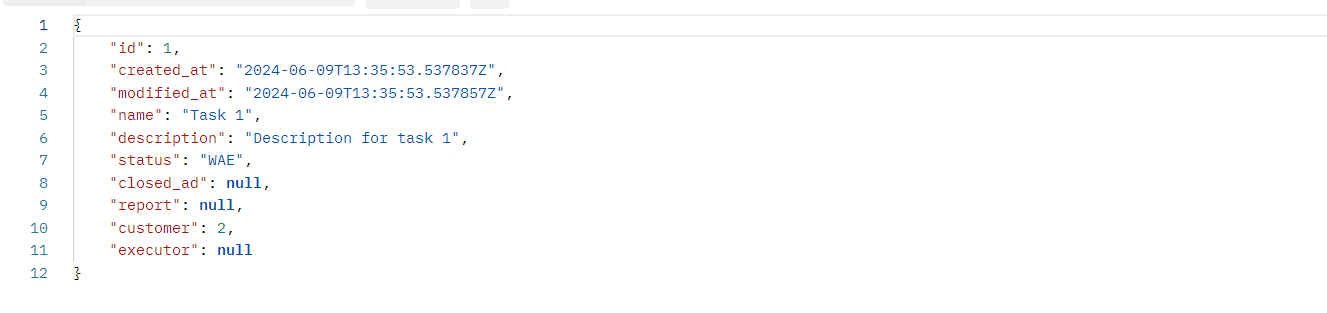 1 {
2 "id": 1,
3 "created_at": "2024-06-09T13:35:53.537837Z",
4 "modified_at": "2024-06-09T13:35:53.537857Z",
5 "name": "Task 1",
6 "description": "Description for task 1",
7 "status": "WAE",
8 "closed_ad": null,
9 "report": null,
10 "customer": 2,
11 "executor": null
12 }